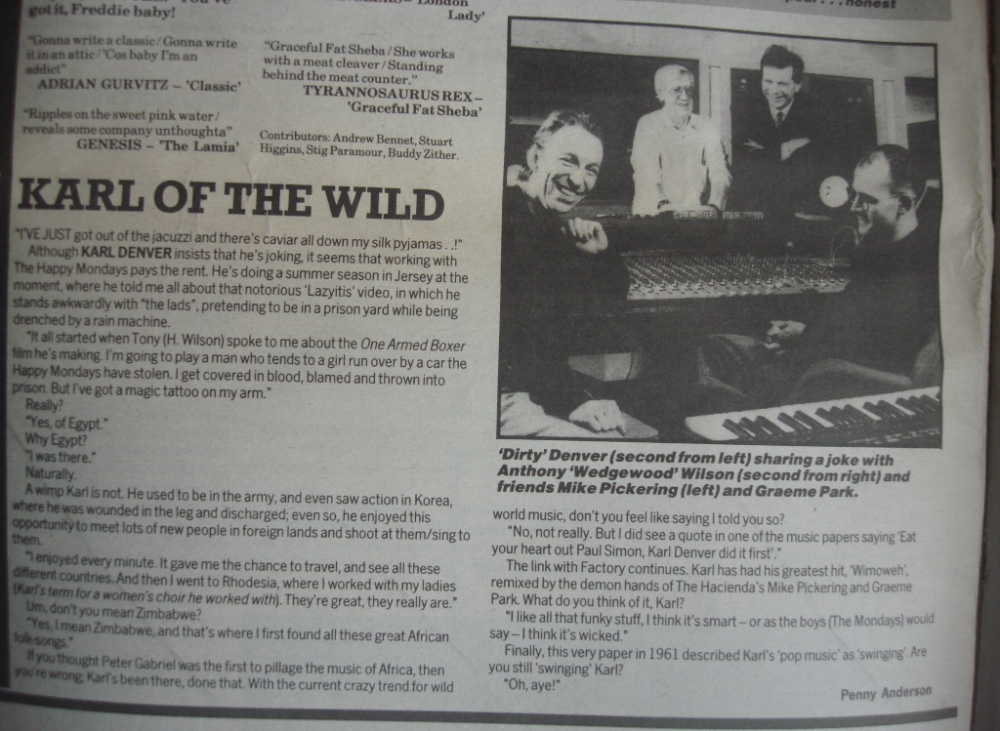 got it, Freddie baby!
London
Lady'
"Gonna write a classic/Gonna write
it in an attic/'Cos baby I'm an
addict"
ADRIAN GURVITZ – 'Classic'
"Ripples on the sweet pink water/
reveals some company unthoughta"
GENESIS – 'The Lamia'
"Graceful Fat Sheba/She works
with a meat cleaver/Standing
behind the meat counter."
TYRANNOSAURUS REX –
'Graceful Fat Sheba'
Contributors: Andrew Bennet, Stuart
Higgins, Stig Paramour, Buddy Zither.
honest
KARL OF THE WILD
"I'VE JUST got out of the jacuzzi and there's caviar all down my silk pyjamas . .!"
Although KARL DENVER insists that he's joking, it seems that working with
The Happy Mondays pays the rent. He's doing a summer season in Jersey at the
moment, where he told me all about that notorious 'Lazyitis' video, in which he
stands awkwardly with "the lads", pretending to be in a prison yard while being
drenched by a rain machine.
"It all started when Tony (H. Wilson) spoke to me about the One Armed Boxer
film he's making. I'm going to play a man who tends to a girl run over by a car the
Happy Mondays have stolen. I get covered in blood, blamed and thrown into
prison. But I've got a magic tattoo on my arm."
Really?
"Yes, of Egypt."
Why Egypt?
"I was there."
Naturally.
A wimp Karl is not. He used to be in the army, and even saw action in Korea,
where he was wounded in the leg and discharged; even so, he enjoyed this
opportunity to meet lots of new people in foreign lands and shoot at them/sing to
them.
"I enjoyed every minute. It gave me the chance to travel, and see all these
different countries. And then I went to Rhodesia, where I worked with my ladies
(Karl's term for a women's choir he worked with). They're great, they really are."
Um, don't you mean Zimbabwe?
"Yes, I mean Zimbabwe, and that's where I first found all these great African
folk-songs."
If you thought Peter Gabriel was the first to pillage the music of Africa, then
you're wrong; Karl's been there, done that. With the current crazy trend for wild
'Dirty' Denver (second from left) sharing a joke with
Anthony 'Wedgewood' Wilson (second from right) and
friends Mike Pickering (left) and Graeme Park.
world music, don't you feel like saying I told you so?
"No, not really. But I did see a quote in one of the music papers saying 'Eat
your heart out Paul Simon, Karl Denver did it first'."
The link with Factory continues. Karl has had his greatest hit, 'Wimoweh',
remixed by the demon hands of The Hacienda's Mike Pickering and Graeme
Park. What do you think of it, Karl?
"I like all that funky stuff, I think it's smart – or as the boys (The Mondays) would
say – I think it's wicked."
Finally, this very paper in 1961 described Karl's 'pop music' as 'swinging'. Are
you still 'swinging' Karl?
"Oh, aye!"
Penny Anderson